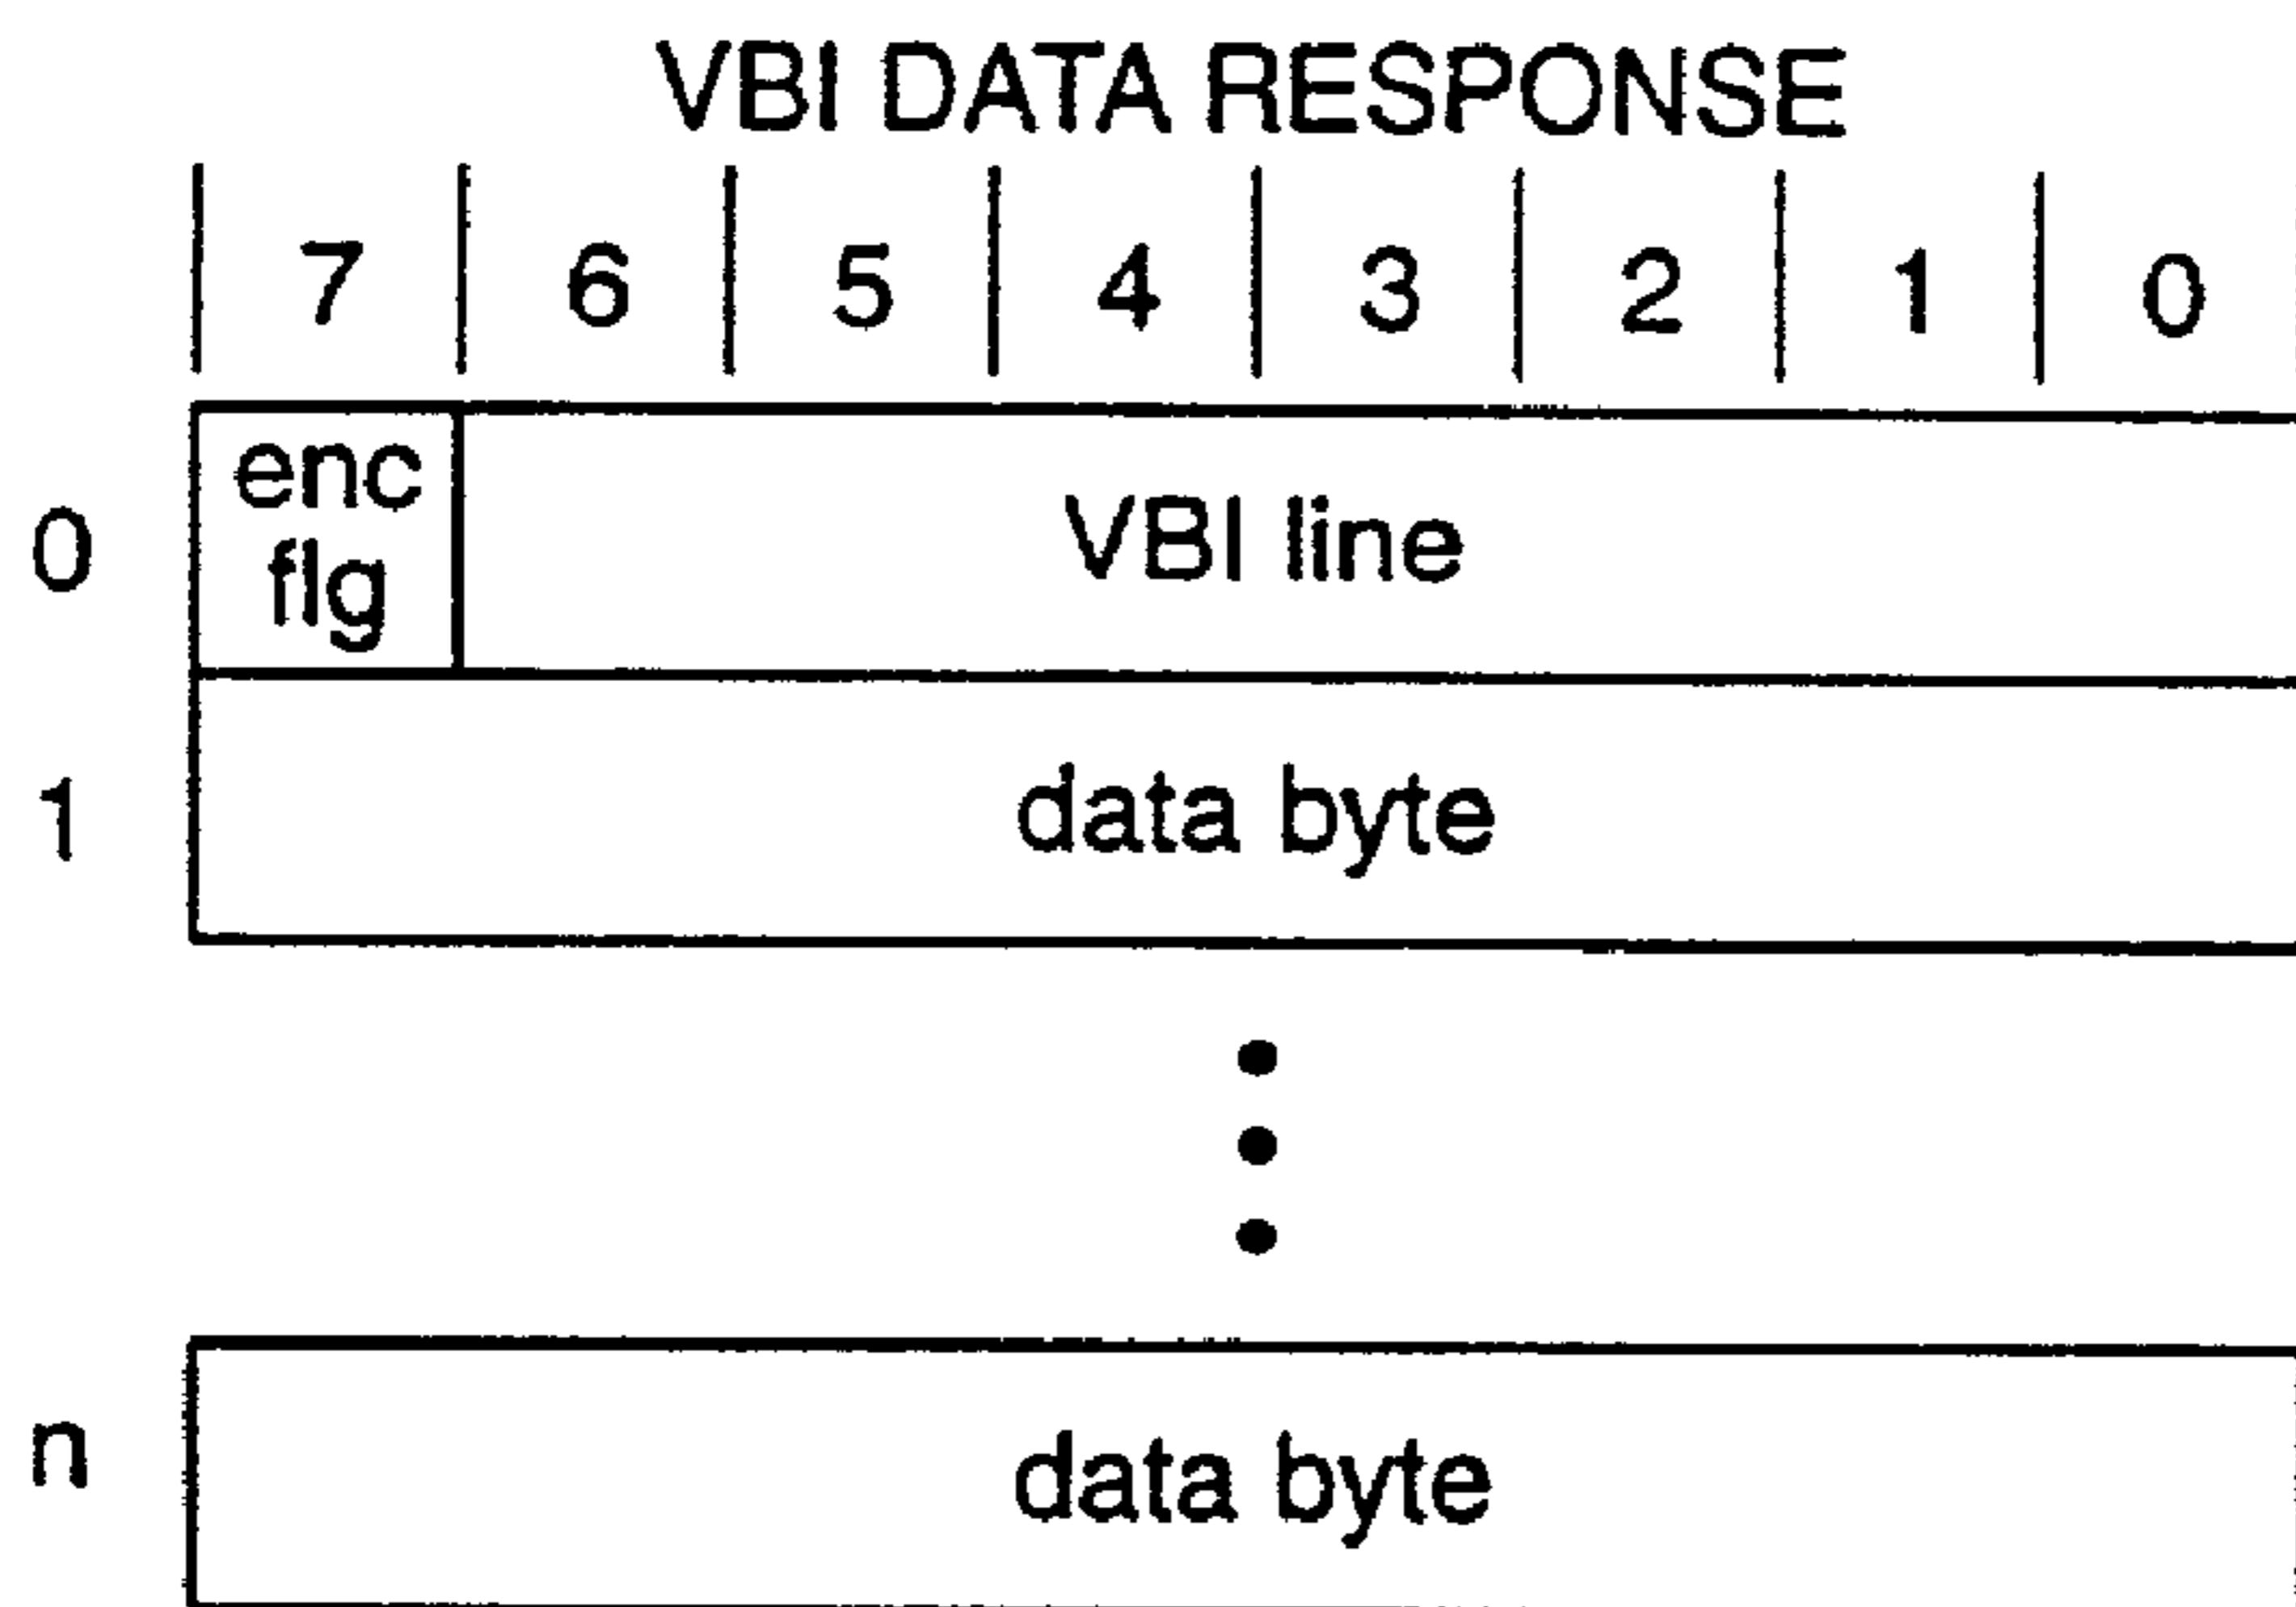 VBI DATA RESPONSE
7 6 5 4 3 2 1 0
0 enc flg VBI line
1 data byte
n data byte